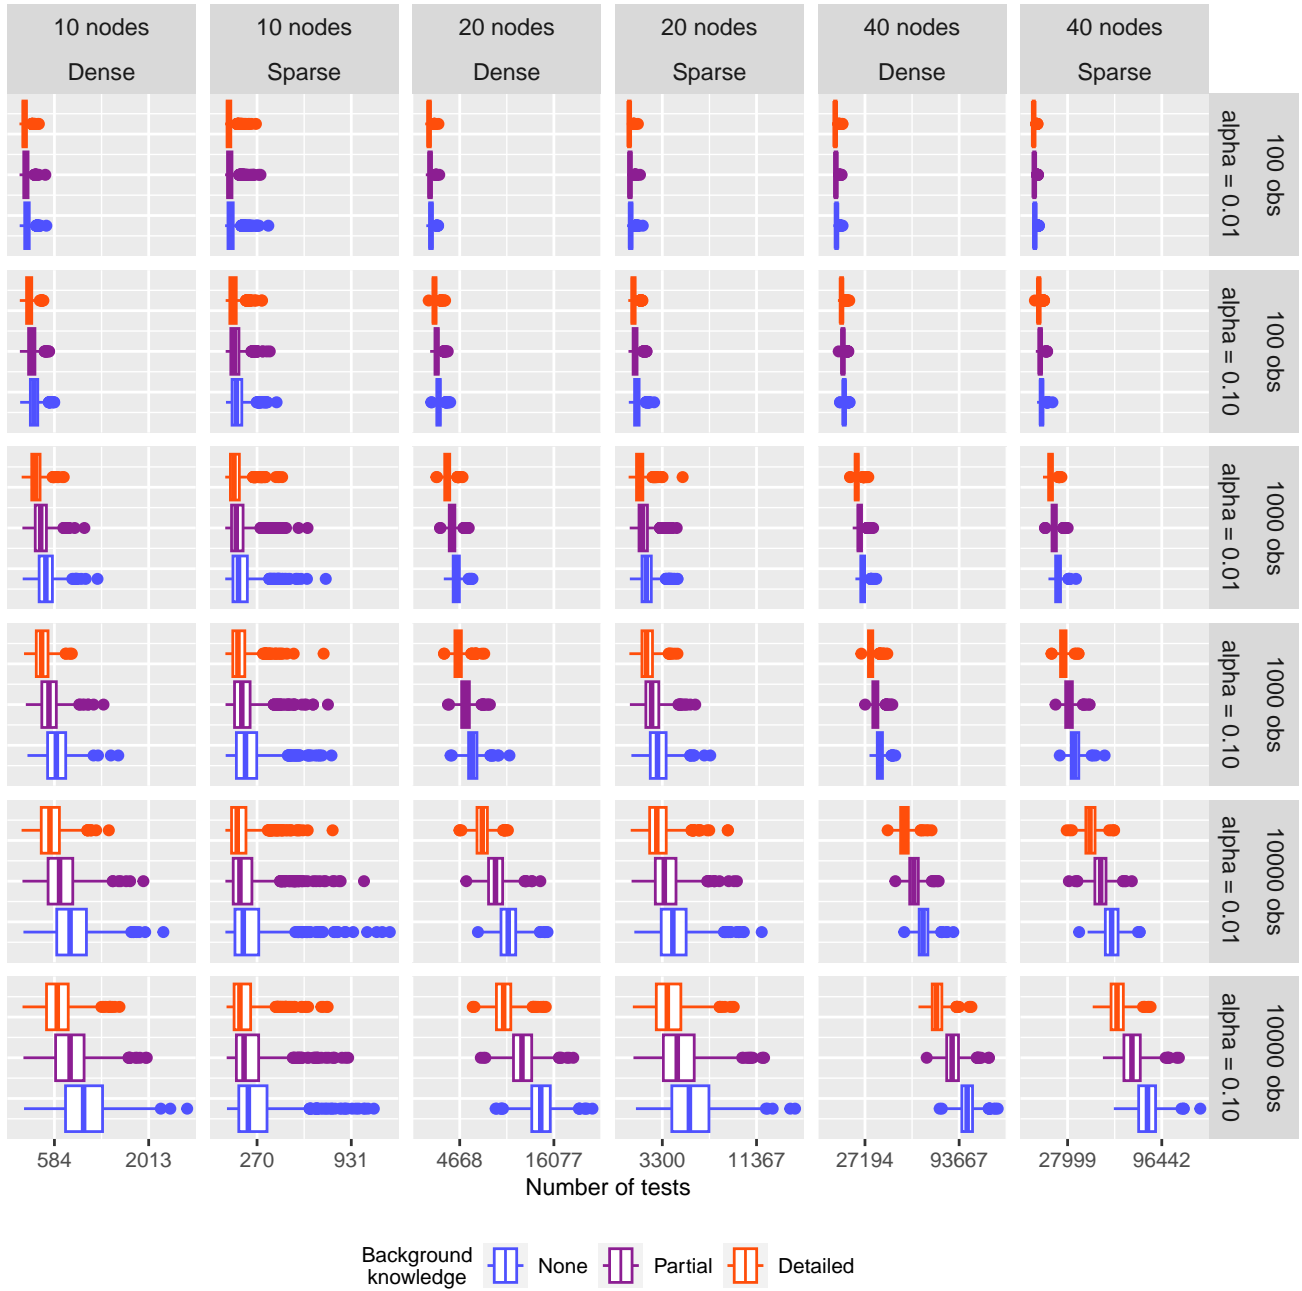 10 nodes
Dense
10 nodes
Sparse
20 nodes
Dense
20 nodes
Sparse
40 nodes
Dense
40 nodes
Sparse
100 obs
alpha = 0.01
100 obs
alpha = 0.10
1000 obs
alpha = 0.01
1000 obs
alpha = 0.10
10000 obs
alpha = 0.01
10000 obs
alpha = 0.10
584 2013 270 931 4668 16077 3300 11367 27194 93667 27999 96442
Number of tests
Background
knowledge
None Partial Detailed